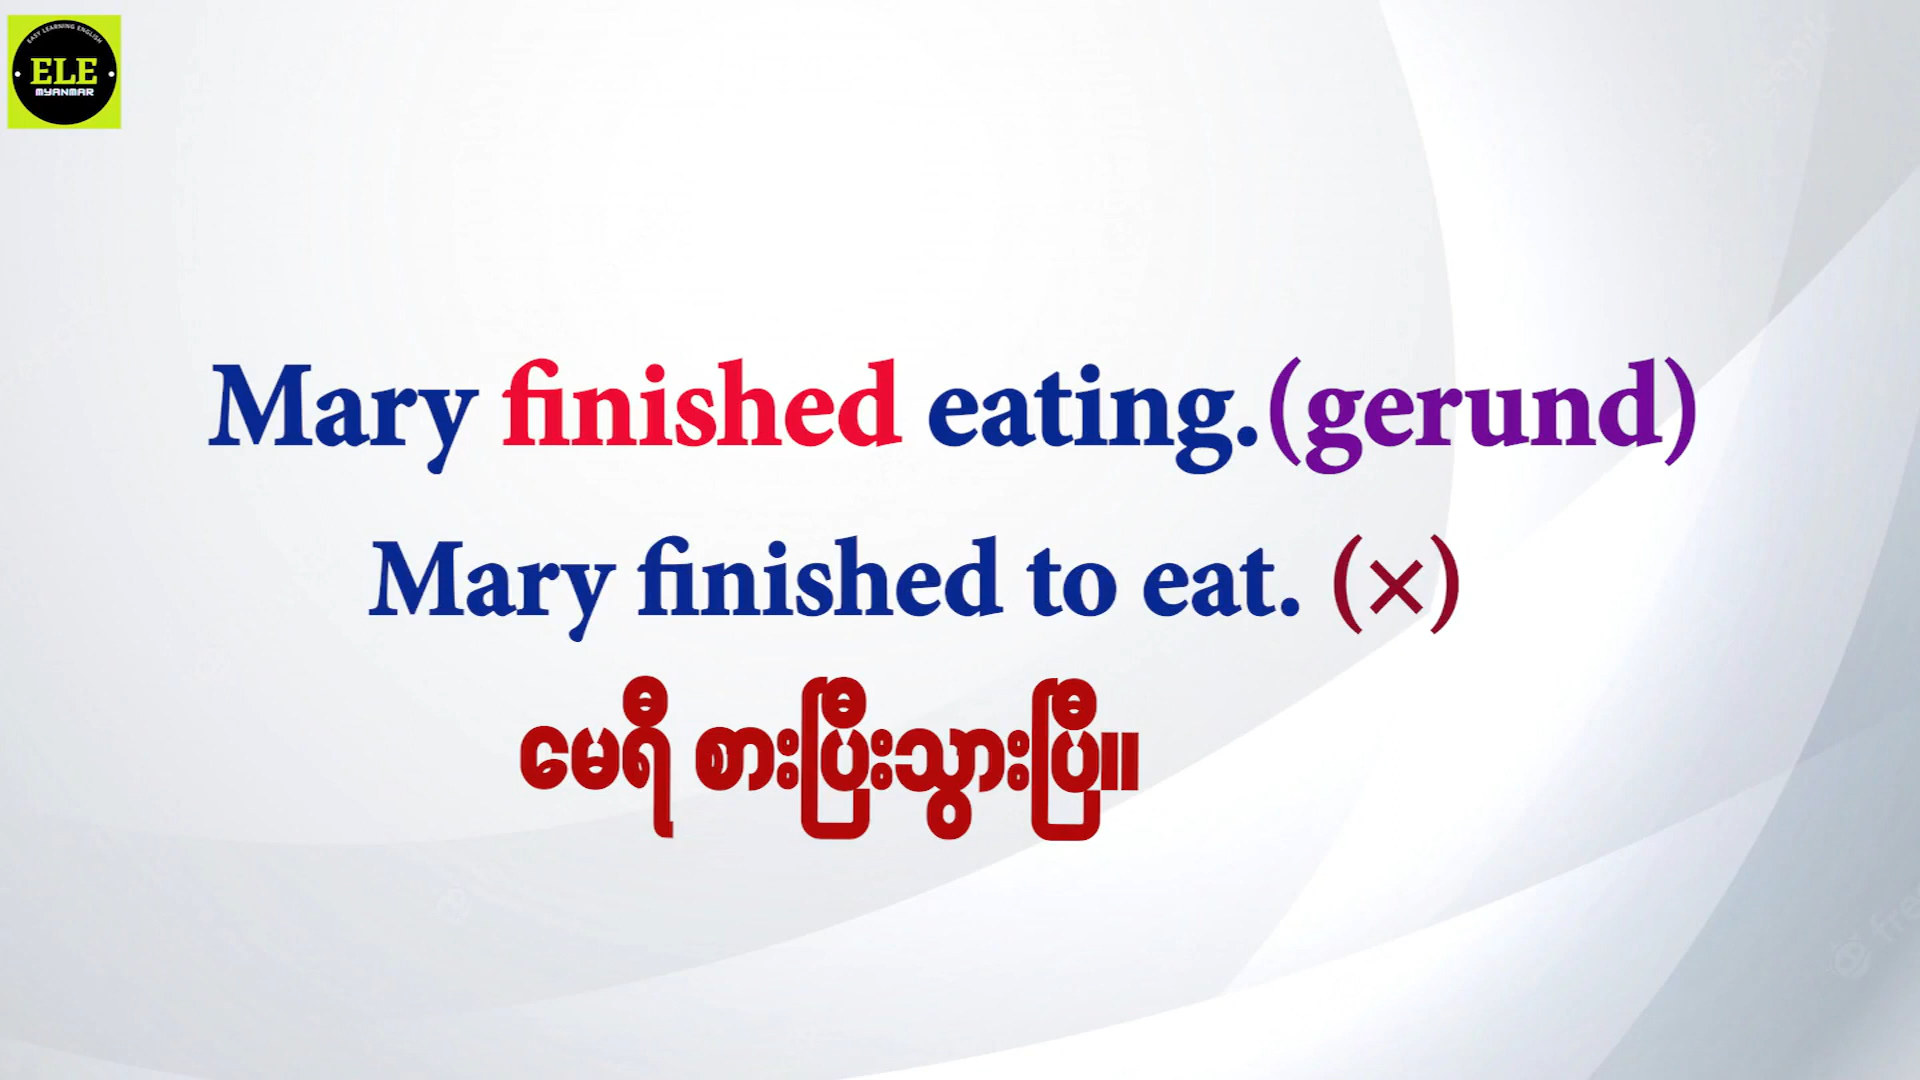 EASY LEARNING ENGLISH
ELE
MYANMAR
Mary finished eating.(gerund)
Mary finished to eat. (×)
မေရီ စားပြီးသွားပြီ။